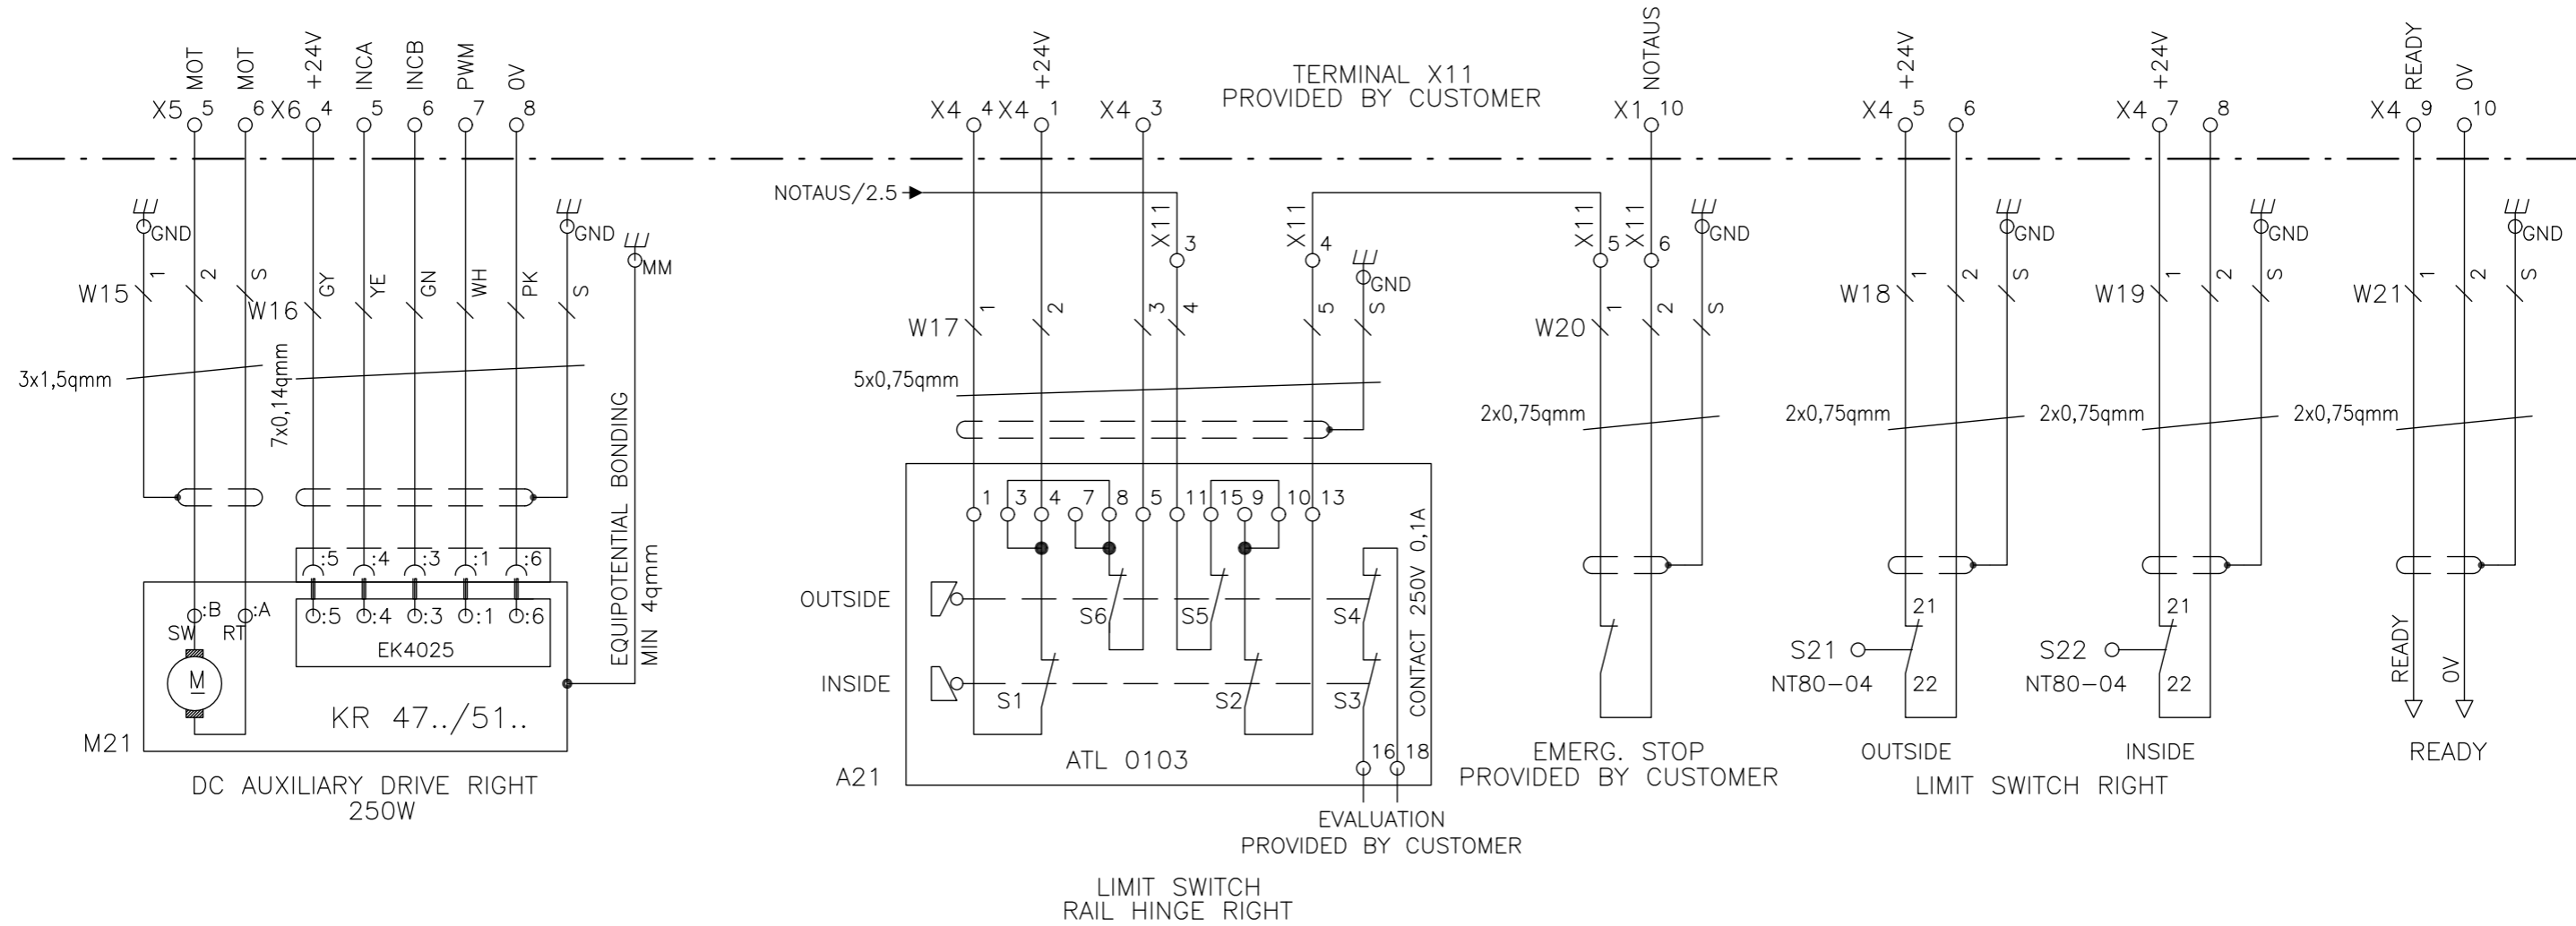 MOT MOT +24V INCA INCB PWM 0V +24V NOTAUS +24V +24V READY 0V
TERMINAL X11
PROVIDED BY CUSTOMER
X5 5 6 X6 4 5 6 7 8 X4 4 X4 1 X4 3 X1 10 X4 5 6 X4 7 8 X4 9 10
NOTAUS/2.5
GND GND MM X11 3 X11 4 GND X11 5 X11 6 GND GND GND GND
W15 1 2 S W16 GY YE GN WH PK S
W17 1 2 3 4 5 S
W20 1 2 S
W18 1 2 S
W19 1 2 S
W21 1 2 S
3x1,5qmm
7x0,14qmm
5x0,75qmm
2x0,75qmm
2x0,75qmm
2x0,75qmm
2x0,75qmm
EQUIPOTENTIAL BONDING
MIN 4qmm
:5 :4 :3 :1 :6
:B :A :5 :4 :3 :1 :6
SW RT
EK4025
M
KR 47../51..
M21
DC AUXILIARY DRIVE RIGHT
250W
1 3 4 7 8 5 11 15 9 10 13
CONTACT 250V 0,1A
OUTSIDE S6 S5 S4
INSIDE S1 S2 S3
16 18
ATL 0103
A21
EVALUATION
PROVIDED BY CUSTOMER
LIMIT SWITCH
RAIL HINGE RIGHT
EMERG. STOP
PROVIDED BY CUSTOMER
21
S21
NT80-04 22
OUTSIDE
21
S22
NT80-04 22
INSIDE
LIMIT SWITCH RIGHT
READY 0V
READY